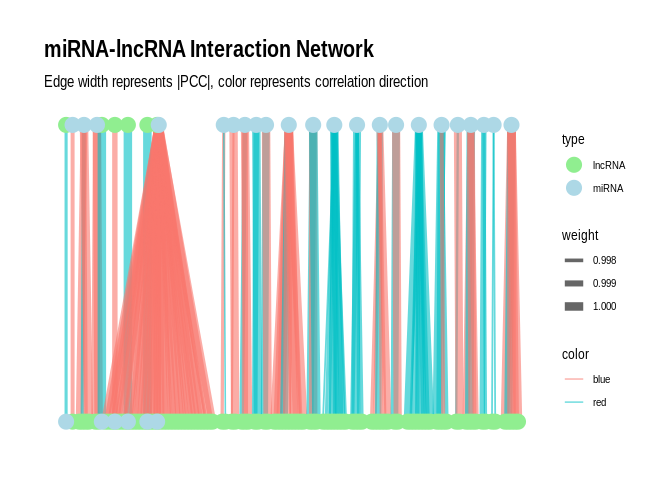 miRNA-lncRNA Interaction Network
Edge width represents |PCC|, color represents correlation direction
type
lncRNA
miRNA
weight
0.998
0.999
1.000
color
blue
red